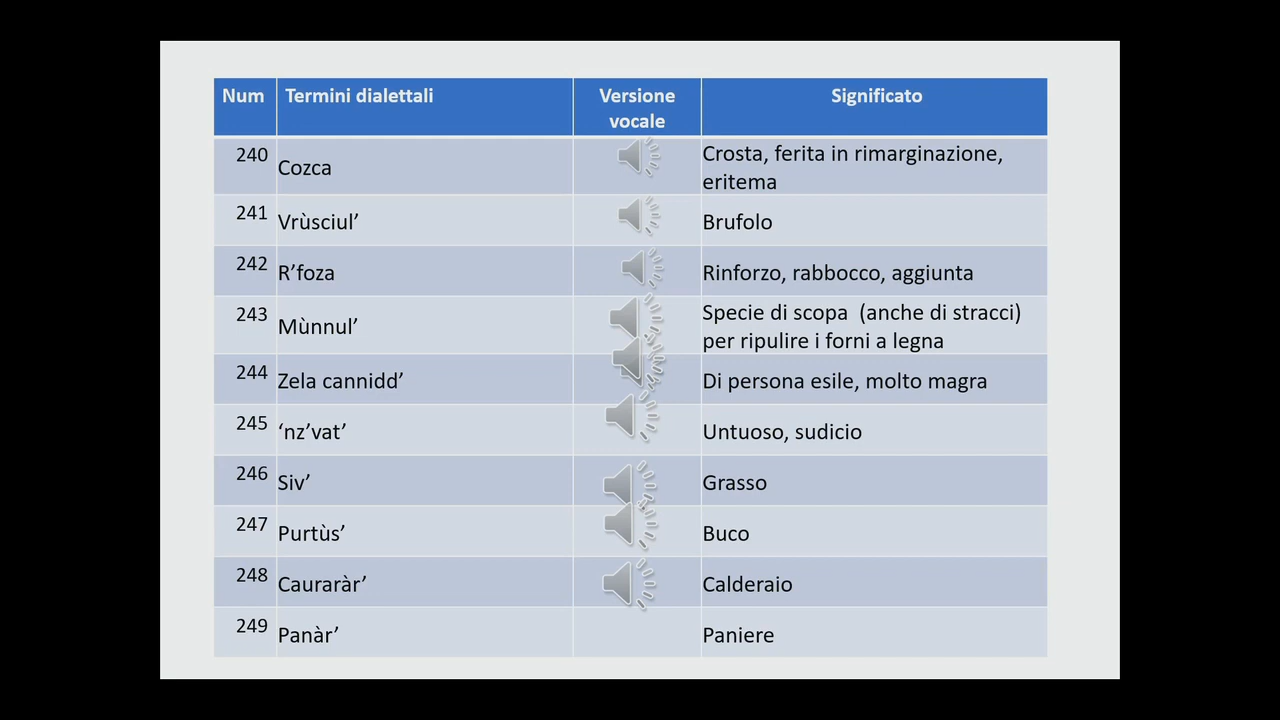 Num Termini dialettali Versione vocale Significato
240 Cozca Crosta, ferita in rimarginazione, eritema
241 Vrùsciul’ Brufolo
242 R’foza Rinforzo, rabbocco, aggiunta
243 Mùnnul’ Specie di scopa (anche di stracci) per ripulire i forni a legna
244 Zela cannidd’ Di persona esile, molto magra
245 ‘nz’vat’ Untuoso, sudicio
246 Siv’ Grasso
247 Purtùs’ Buco
248 Cauraràr’ Calderaio
249 Panàr’ Paniere